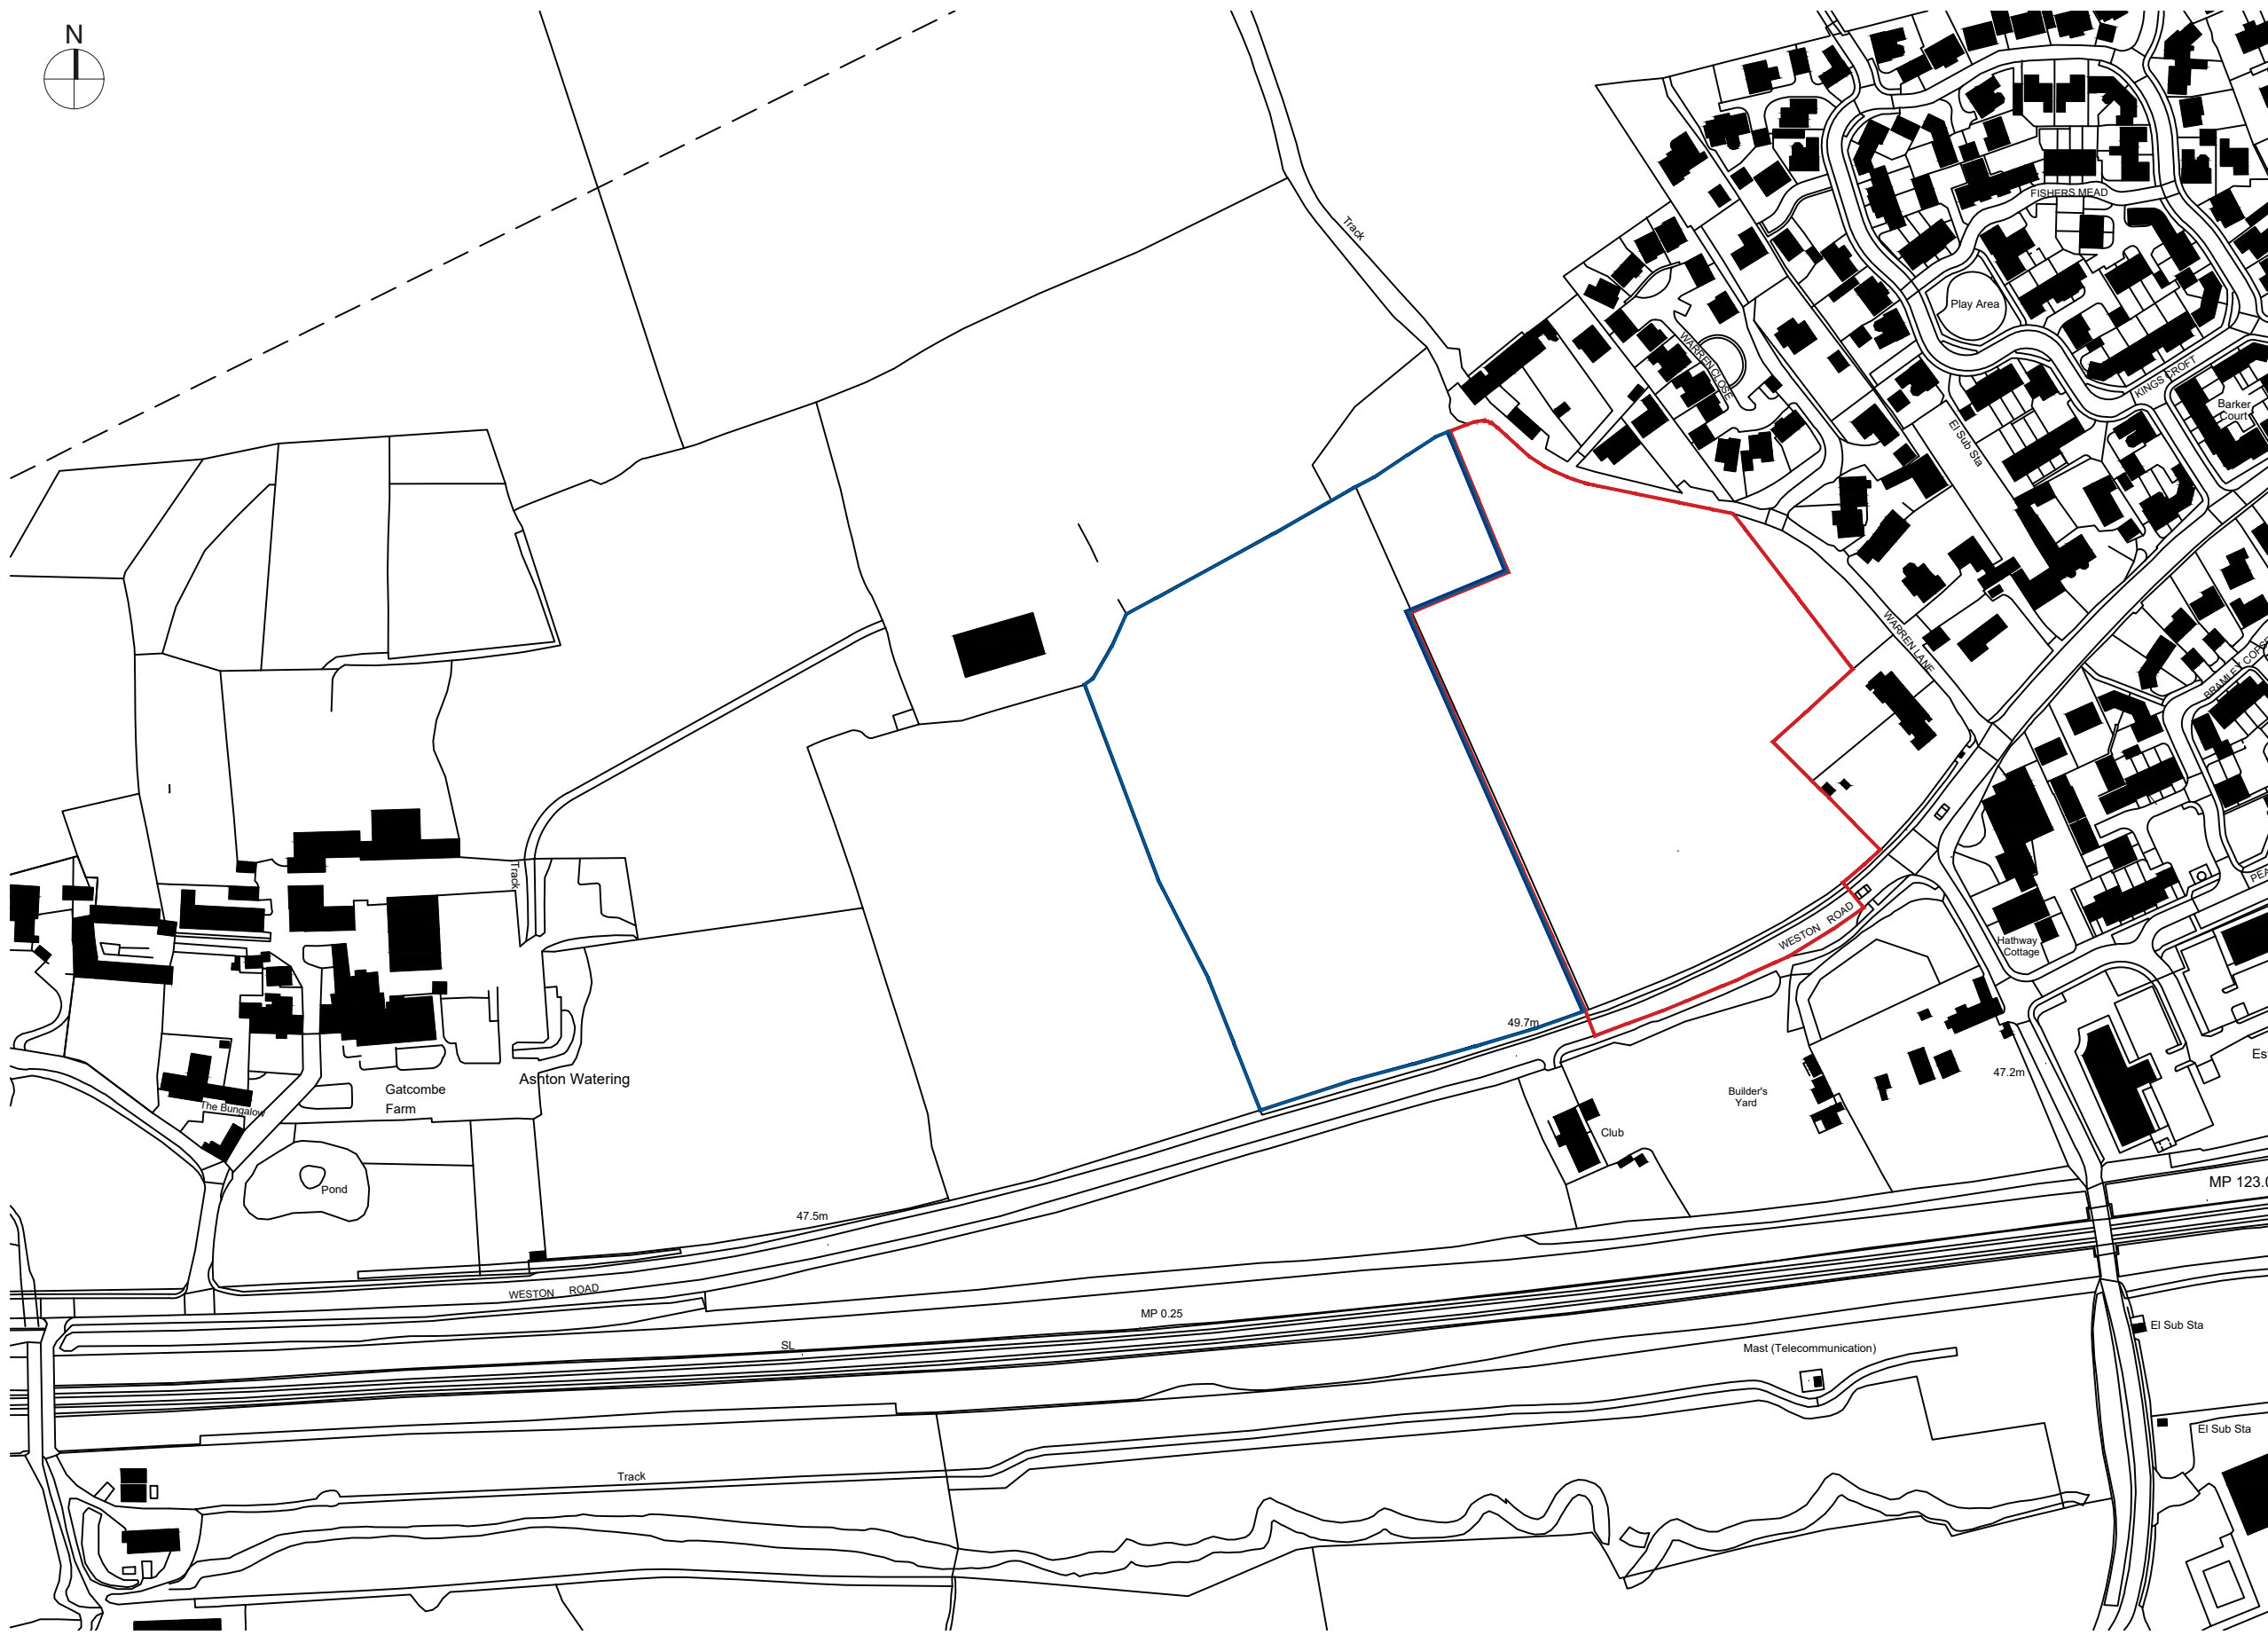 N
Track
FISHERS MEAD
Play Area
WARREN CLOSE
KINGS CROFT
Barker
Court
El Sub Sta
WARREN LANE
BRAMLEY COPSE
Track
WESTON ROAD
Hathway
Cottage
49.7m
47.2m
Ashton Watering
Gatcombe
Farm
The Bungalow
Builder's
Yard
Club
Pond
MP 123.0
47.5m
WESTON ROAD
MP 0.25
El Sub Sta
SL
Mast (Telecommunication)
El Sub Sta
Track